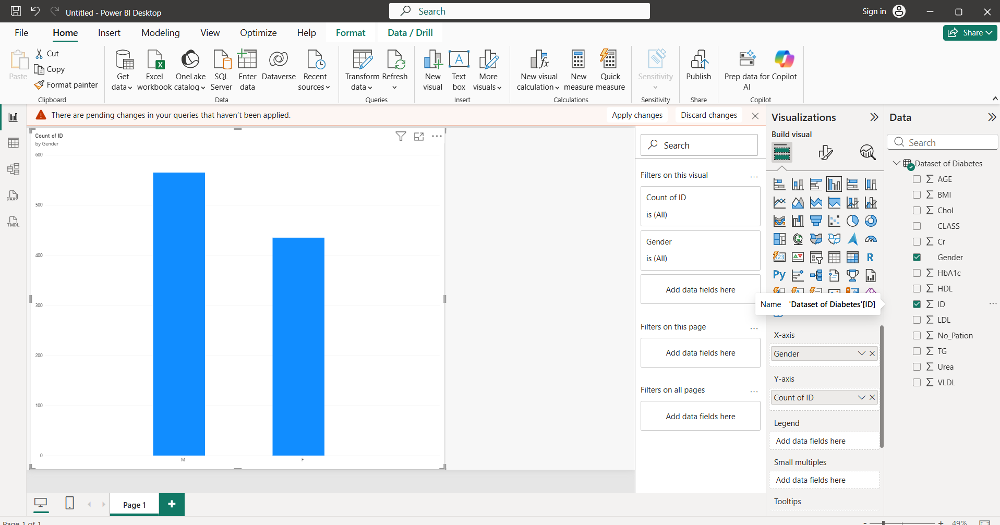 Untitled - Power BI Desktop
Search
Sign in
File
Home
Insert
Modeling
View
Optimize
Help
Format
Data / Drill
Share
Paste
Cut
Copy
Format painter
Clipboard
Get data
Excel workbook
OneLake catalog
SQL Server
Enter data
Dataverse
Recent sources
Data
Transform data
Refresh
Queries
New visual
Text box
More visuals
Insert
New visual calculation
New measure
Quick measure
Calculations
Sensitivity
Sensitivity
Publish
Share
Prep data for AI
Copilot
Copilot
There are pending changes in your queries that haven't been applied.
Apply changes
Discard changes
DAX
TMDL
Count of ID
by Gender
600
500
400
300
200
100
0
M
F
Search
Filters on this visual
Count of ID
is (All)
Gender
is (All)
Add data fields here
Filters on this page
Add data fields here
Filters on all pages
Add data fields here
Visualizations
Build visual
123
R
Py
Name 'Dataset of Diabetes'[ID]
X-axis
Gender
Y-axis
Count of ID
Legend
Add data fields here
Small multiples
Add data fields here
Tooltips
Data
Search
Dataset of Diabetes
AGE
BMI
Chol
CLASS
Cr
Gender
HbA1c
HDL
ID
LDL
No_Pation
TG
Urea
VLDL
Page 1
Page 1 of 1
49%